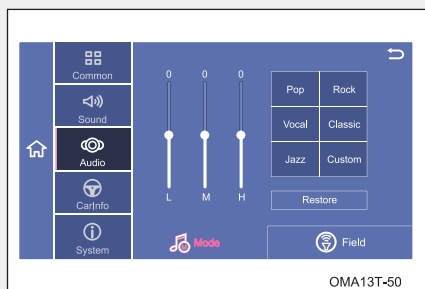 Common
Sound
Audio
CarInfo
System
0 0 0
L M H
Mode
Pop Rock
Vocal Classic
Jazz Custom
Restore
Field
OMA13T-50